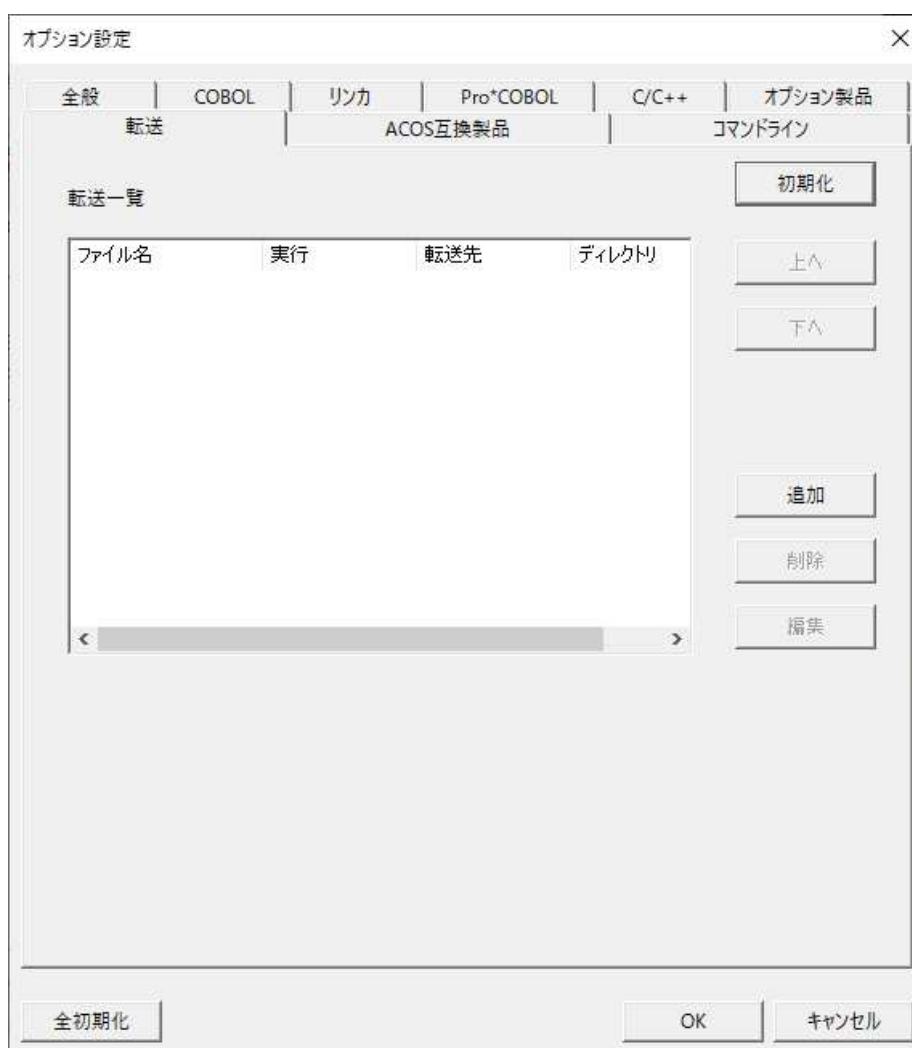 オプション設定
全般 COBOL リンカ Pro*COBOL C/C++ オプション製品
転送 ACOS互換製品 コマンドライン
初期化
転送一覧
ファイル名 実行 転送先 ディレクトリ
上へ
下へ
追加
削除
編集
全初期化 OK キャンセル